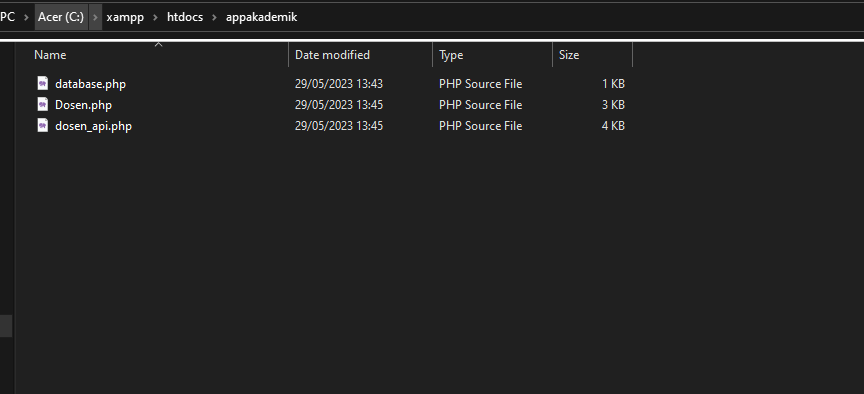 PC > Acer (C:) > xampp > htdocs > appakademik
Name Date modified Type Size
database.php 29/05/2023 13:43 PHP Source File 1 KB
Dosen.php 29/05/2023 13:45 PHP Source File 3 KB
dosen_api.php 29/05/2023 13:45 PHP Source File 4 KB